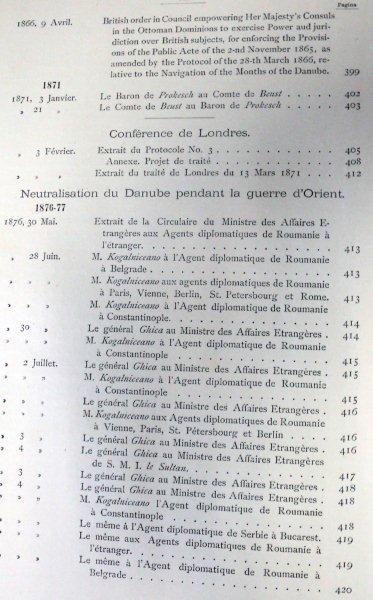 Pagina
1866, 9 Avril. British order in Council empowering Her Majesty's Consuls
in the Ottoman Dominions to exercise Power aud juri-
diction over British subjects, for enforcing the Provisi-
ons of the Public Acte of the 2-nd November 1865, as
amended by the Protocol of the 28-th March 1866, re-
lative to the Navigation of the Months of the Danube. 399
1871
1871, 3 Janvier. Le Baron de Prokesch au Comte de Beust . . . . . 402
„ 21 „ Le Comte de Beust au Baron de Prokesch . . . . . 403
Conférence de Londres.
„ 3 Février. Extrait du Protocole No. 3 . . . . . . . . . . 405
Annexe. Projet de traité . . . . . . . . . . 408
„ „ Extrait du traité de Londres du 13 Mars 1871 . . . 412
Neutralisation du Danube pendant la guerre d'Orient.
1876-77
1876, 30 Mai. Extrait de la Circulaire du Ministre des Affaires E-
trangères aux Agents diplomatiques de Roumanie à
l'étranger. . . . . . . . . . . . . . 413
„ 28 Juin. M. Kogalniceano à l'Agent diplomatique de Roumanie
à Belgrade . . . . . . . . . . . . . 413
„ „ M. Kogalniceano aux agents diplomatiques de Roumanie
à Paris, Vienne, Berlin, St. Petersbourg et Rome. 413
„ „ M. Kogalniceano à l'Agent diplomatique de Roumanie
à Constantinople. . . . . . . . . . . 414
„ 30 „ Le général Ghica au Ministre des Affaires Etrangères . 414
„ „ M. Kogalniceano à l'Agent diplomatique de Roumanie
à Constantinople . . . . . . . . . . 415
„ 2 Juillet. Le général Ghica au Ministre des Affaires Etrangères . 415
„ „ M. Kogalniceano à l'Agent diplomatique de Roumanie
à Constantinople . . . . . . . . . . 415
„ „ Le général Ghica au Ministre des Affaires Etrangères . 416
„ „ M. Kogalniceano aux Agents diplomatiques de Roumanie
à Vienne, Paris, St. Pétersbourg et Berlin . . . . 416
„ 3 „ Le général Ghica au Ministre des Affaires Etrangères . 416
„ 4 „ Le général Ghica au Ministre des Affaires Etrangères
de S. M. I. le Sultan. . . . . . . . . . 417
„ 3 „ Le général Ghica au Ministre des Affaires Etrangères . 418
„ 4 „ Le général Ghica au Ministre des Affaires Etrangères . 418
„ „ M. Kogalniceano l'Agent diplomatique de Roumanie
à Constantinople . . . . . . . . . . 418
„ „ Le même à l'Agent diplomatique de Serbie à Bucarest. 419
„ „ Le même aux Agents diplomatiques de Roumanie à
l'étranger. . . . . . . . . . . . . 419
„ „ Le même à l'Agent diplomatique de Roumanie à
Belgrade . . . . . . . . . . . . . 420